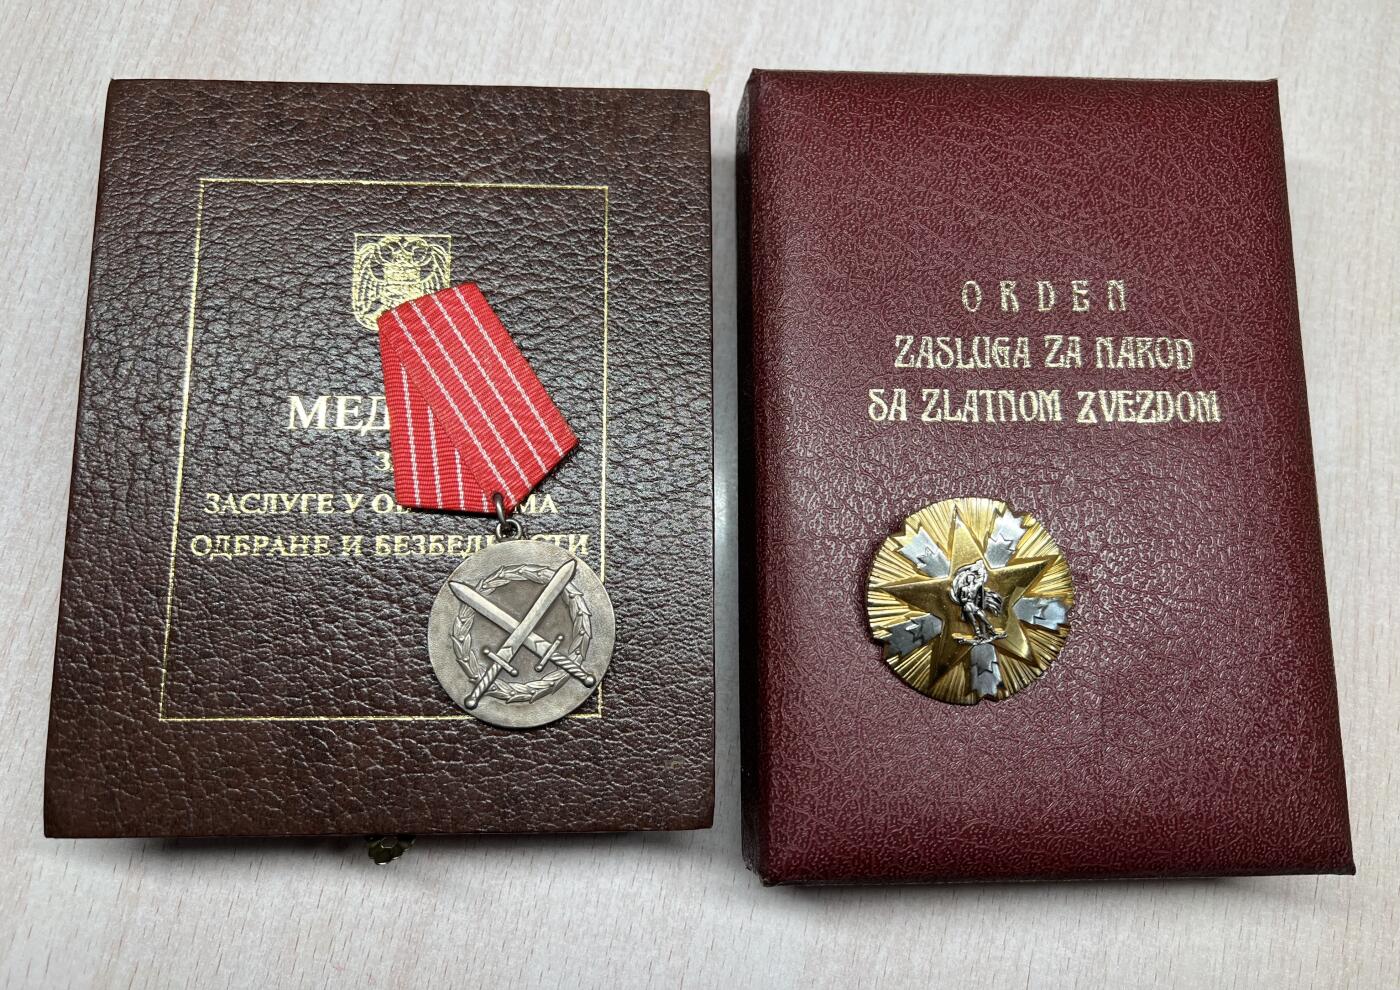 ЗАСЛУГЕ У
ОДБРАНЕ И
ORDEN
ZASLUGA ZA NAROD
SA ZLATNOM ZVEZDOM